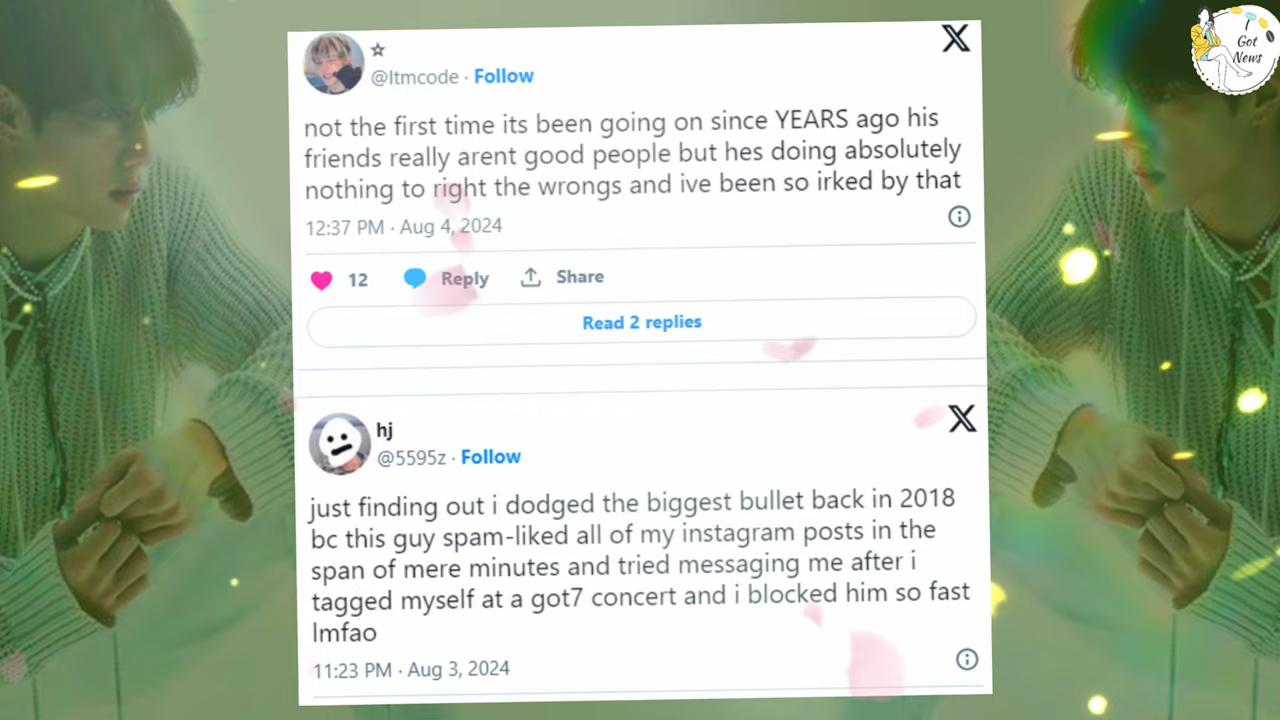 I
Got
News
☆
@ltmcode · Follow
not the first time its been going on since YEARS ago his
friends really arent good people but hes doing absolutely
nothing to right the wrongs and ive been so irked by that
12:37 PM · Aug 4, 2024
12 Reply Share
Read 2 replies
hj
@5595z · Follow
just finding out i dodged the biggest bullet back in 2018
bc this guy spam-liked all of my instagram posts in the
span of mere minutes and tried messaging me after i
tagged myself at a got7 concert and i blocked him so fast
lmfao
11:23 PM · Aug 3, 2024